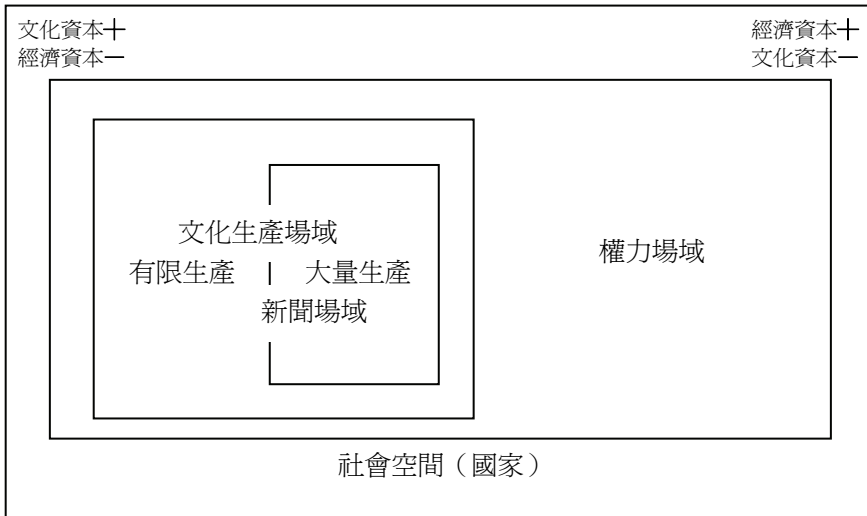 文化資本＋
經濟資本－
經濟資本＋
文化資本－
文化生產場域
有限生產
大量生產
新聞場域
權力場域
社會空間（國家）